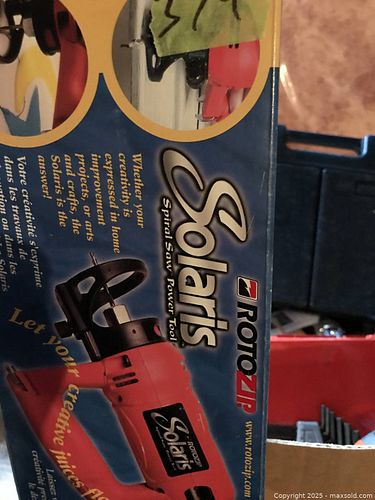 319
Whether your
creativity is
expressed in home
improvement
projects, or arts
and crafts, the
Solaris is the
answer!
Votre créativité s'exprime
dans les travaux de
Solaris
Spiral Saw Power Tool
ROTOZIP
www.rotozip.com
Let your creative juices
ROTOZIP
Solaris
Copyright 2025 - maxsold.com